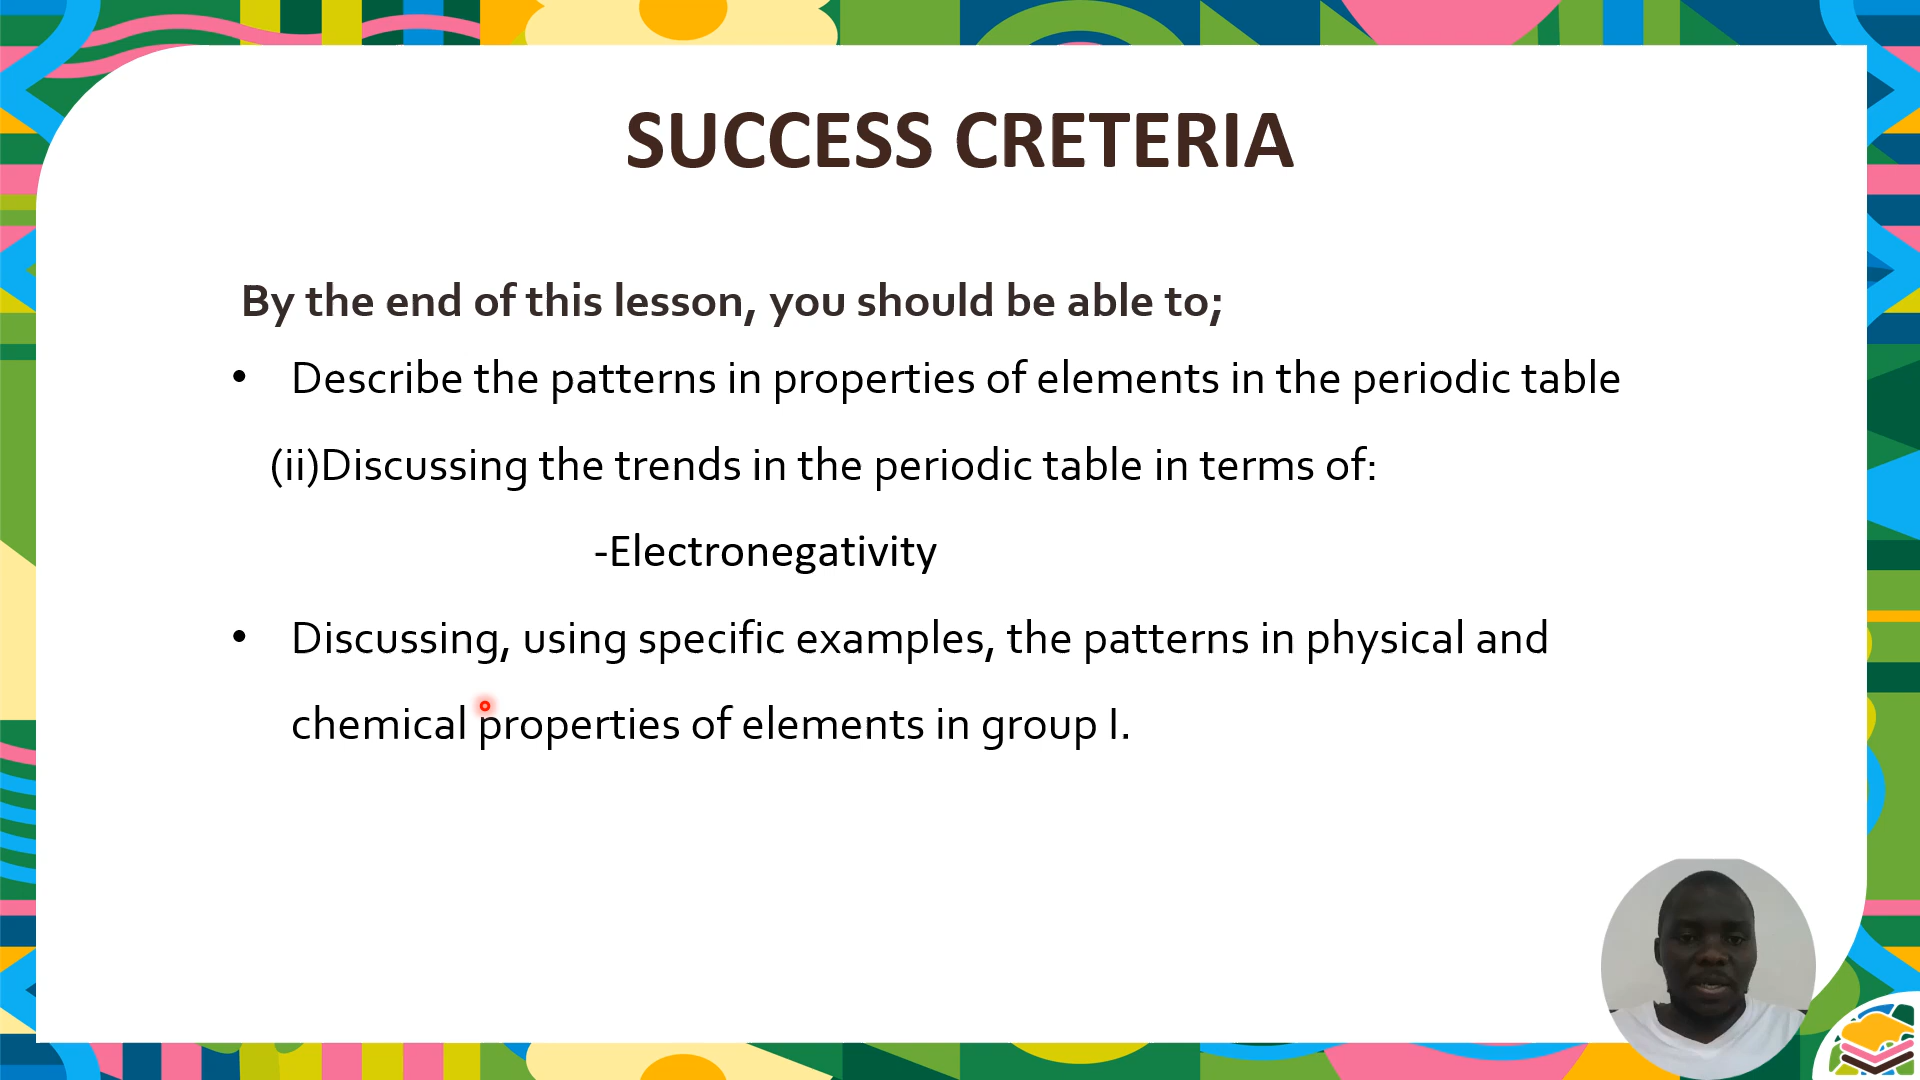 SUCCESS CRETERIA
By the end of this lesson, you should be able to;
• Describe the patterns in properties of elements in the periodic table
(ii)Discussing the trends in the periodic table in terms of:
-Electronegativity
• Discussing, using specific examples, the patterns in physical and
chemical properties of elements in group I.